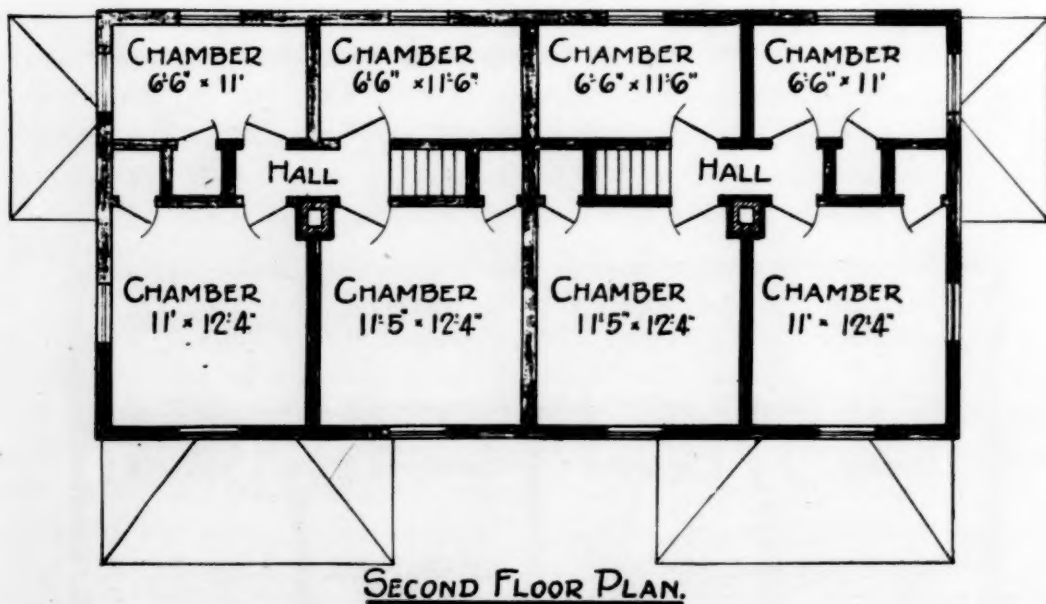 CHAMBER
6'-6" × 11'
CHAMBER
6'6" × 11'-6"
CHAMBER
6'-6" × 11'6"
CHAMBER
6'-6" × 11'
HALL
HALL
CHAMBER
11' × 12'-4"
CHAMBER
11'-5" × 12'-4"
CHAMBER
11'5" × 12'4"
CHAMBER
11' × 12'4"
SECOND FLOOR PLAN.